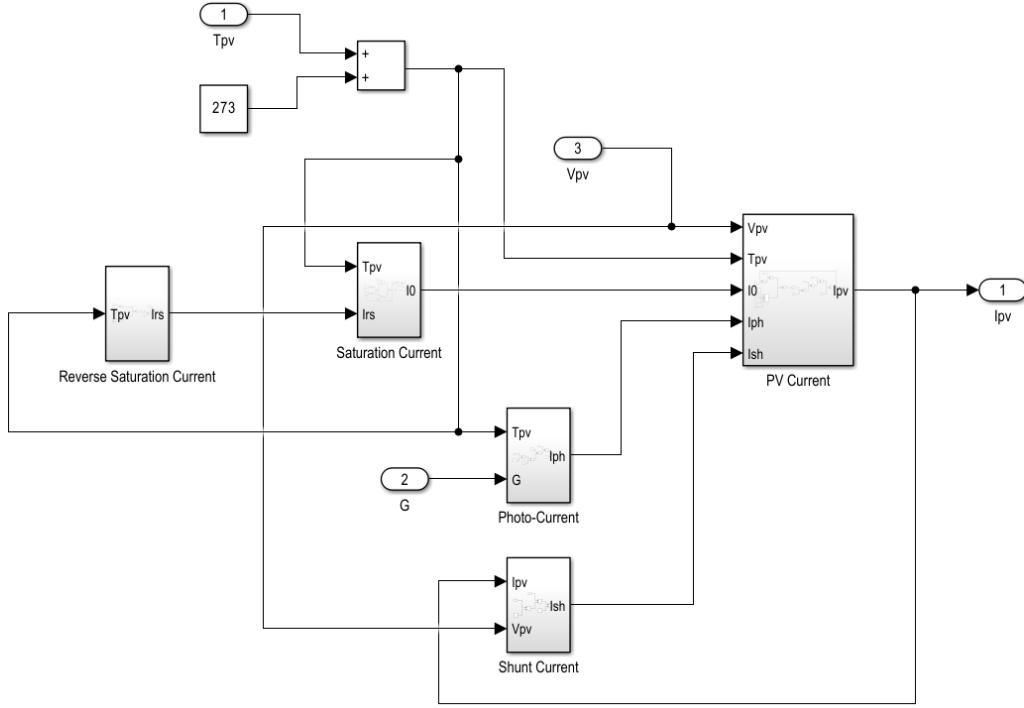 1
Tpv
+
+
273
3
Vpv
Vpv
Tpv
I0
Iph
Ish
Ipv
PV Current
1
Ipv
Tpv
Irs
I0
Saturation Current
Tpv
Irs
Reverse Saturation Current
Tpv
G
Iph
Photo-Current
2
G
Ipv
Vpv
Ish
Shunt Current